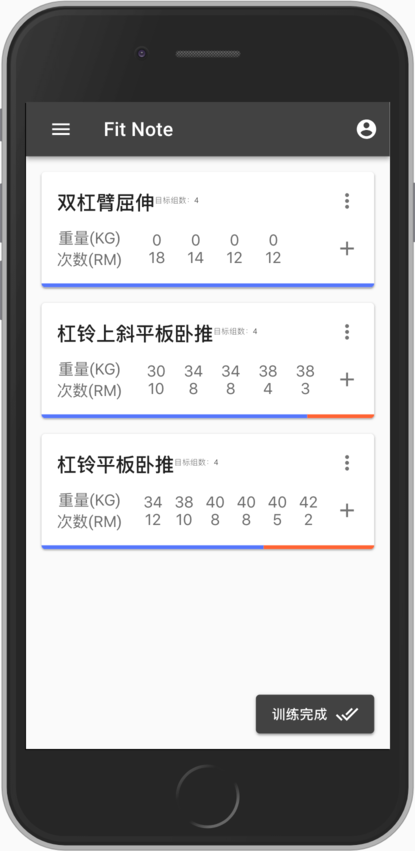 Fit Note
双杠臂屈伸目标组数：4
重量(KG) 0 0 0 0
次数(RM) 18 14 12 12
杠铃上斜平板卧推目标组数：4
重量(KG) 30 34 34 38 38
次数(RM) 10 8 8 4 3
杠铃平板卧推目标组数：4
重量(KG) 34 38 40 40 40 42
次数(RM) 12 10 8 8 5 2
训练完成